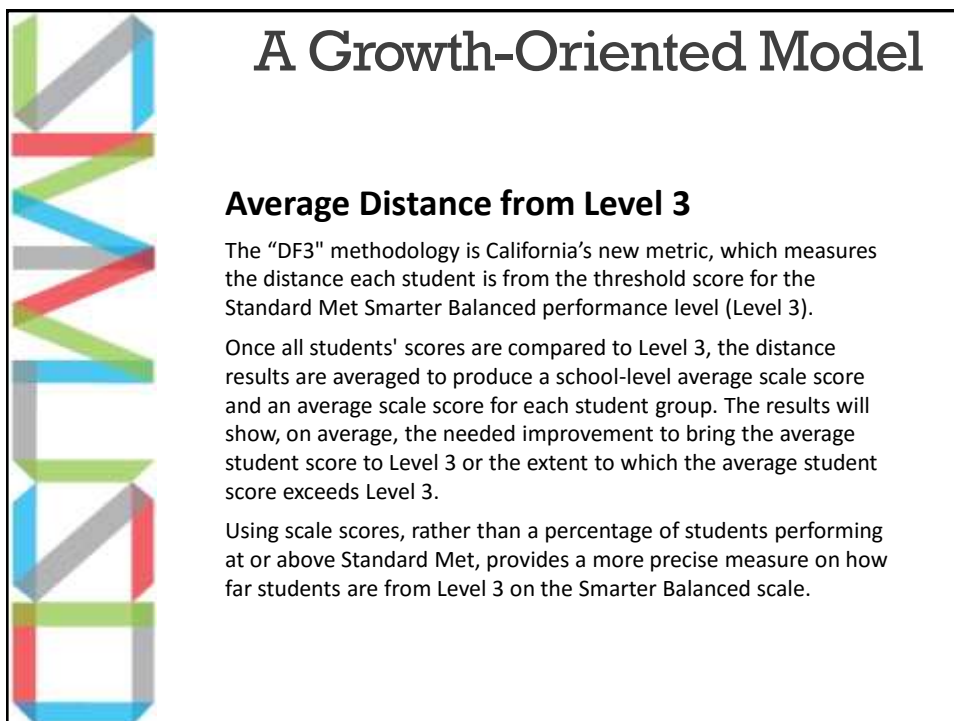 A Growth-Oriented Model
Average Distance from Level 3
The “DF3" methodology is California’s new metric, which measures
the distance each student is from the threshold score for the
Standard Met Smarter Balanced performance level (Level 3).
Once all students' scores are compared to Level 3, the distance
results are averaged to produce a school-level average scale score
and an average scale score for each student group. The results will
show, on average, the needed improvement to bring the average
student score to Level 3 or the extent to which the average student
score exceeds Level 3.
Using scale scores, rather than a percentage of students performing
at or above Standard Met, provides a more precise measure on how
far students are from Level 3 on the Smarter Balanced scale.